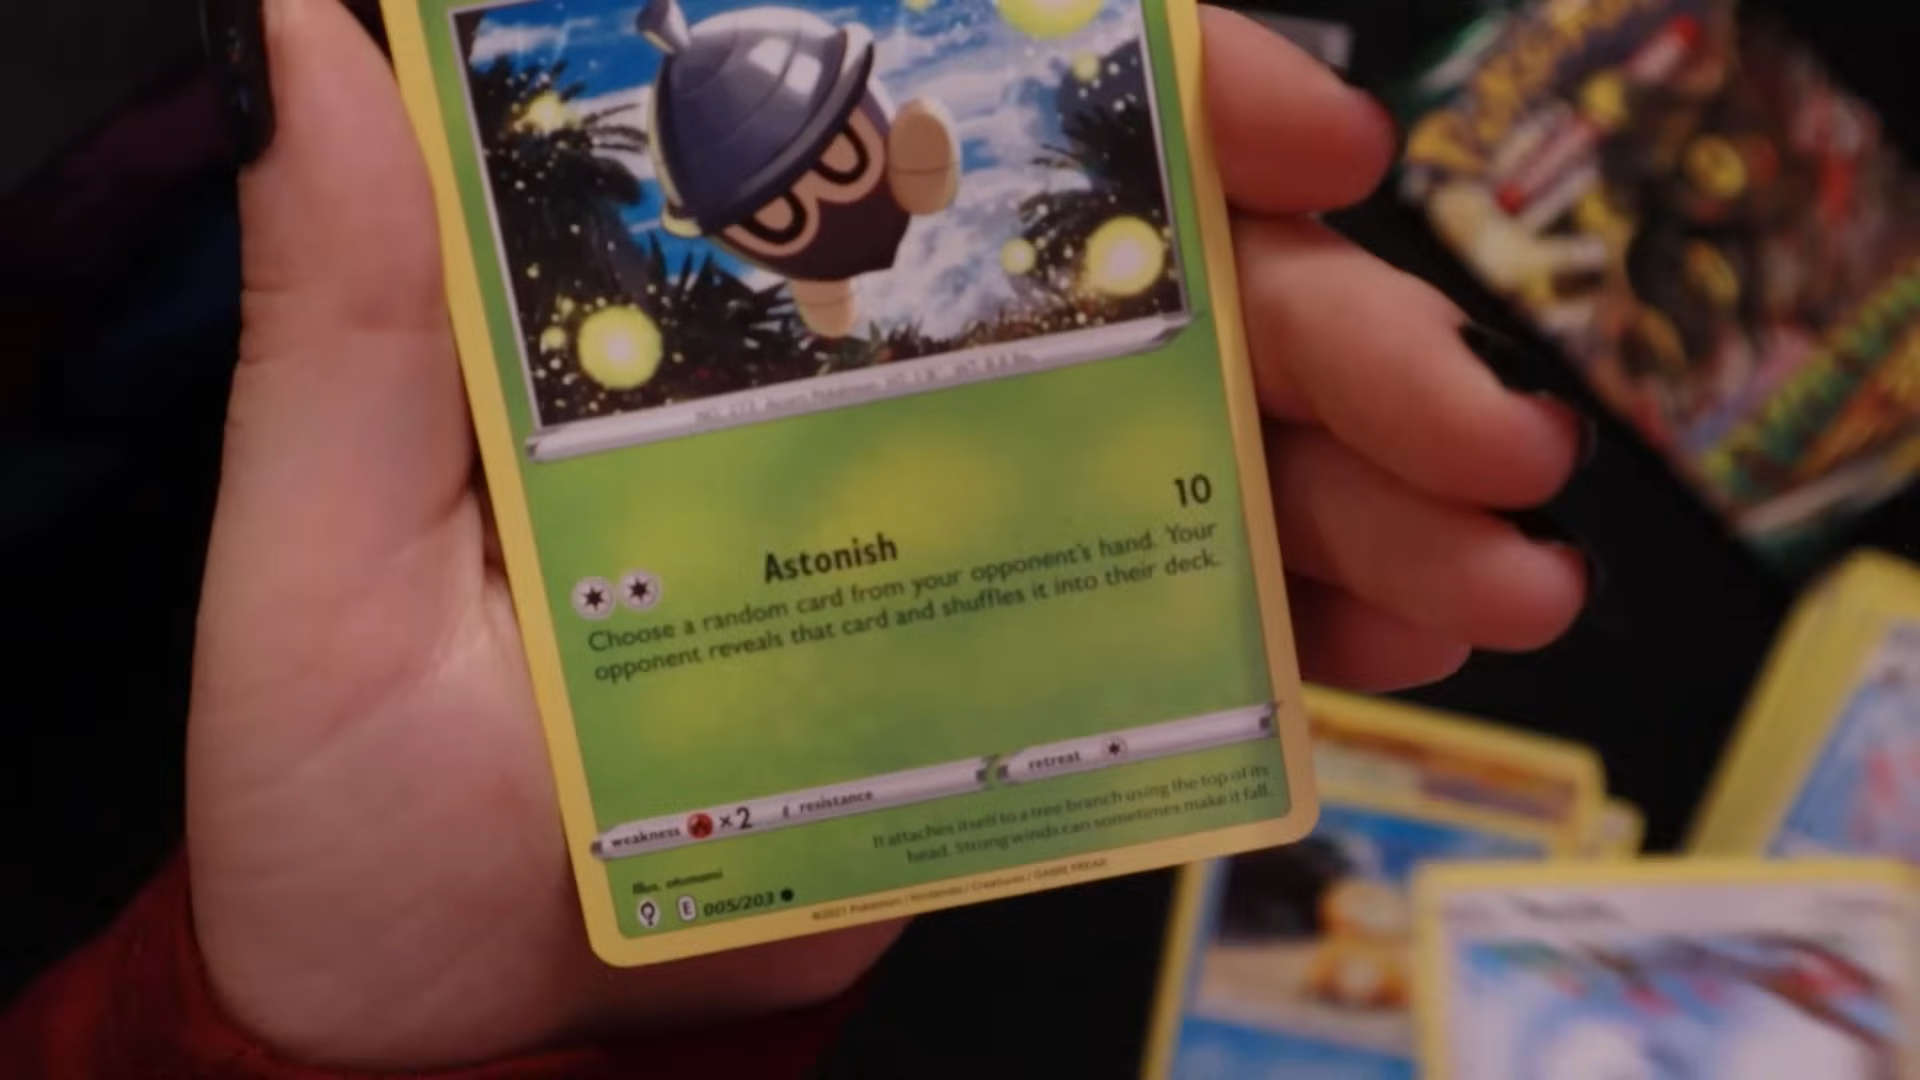 10
Astonish
Choose a random card from your opponent's hand. Your
opponent reveals that card and shuffles it into their deck.
weakness ×2 resistance
retreat
It attaches itself to a tree branch using the top of its
head. Strong winds can sometimes make it fall.
Illus. otumami
E 005/203
©2021 Pokémon / Nintendo / Creatures / GAME FREAK